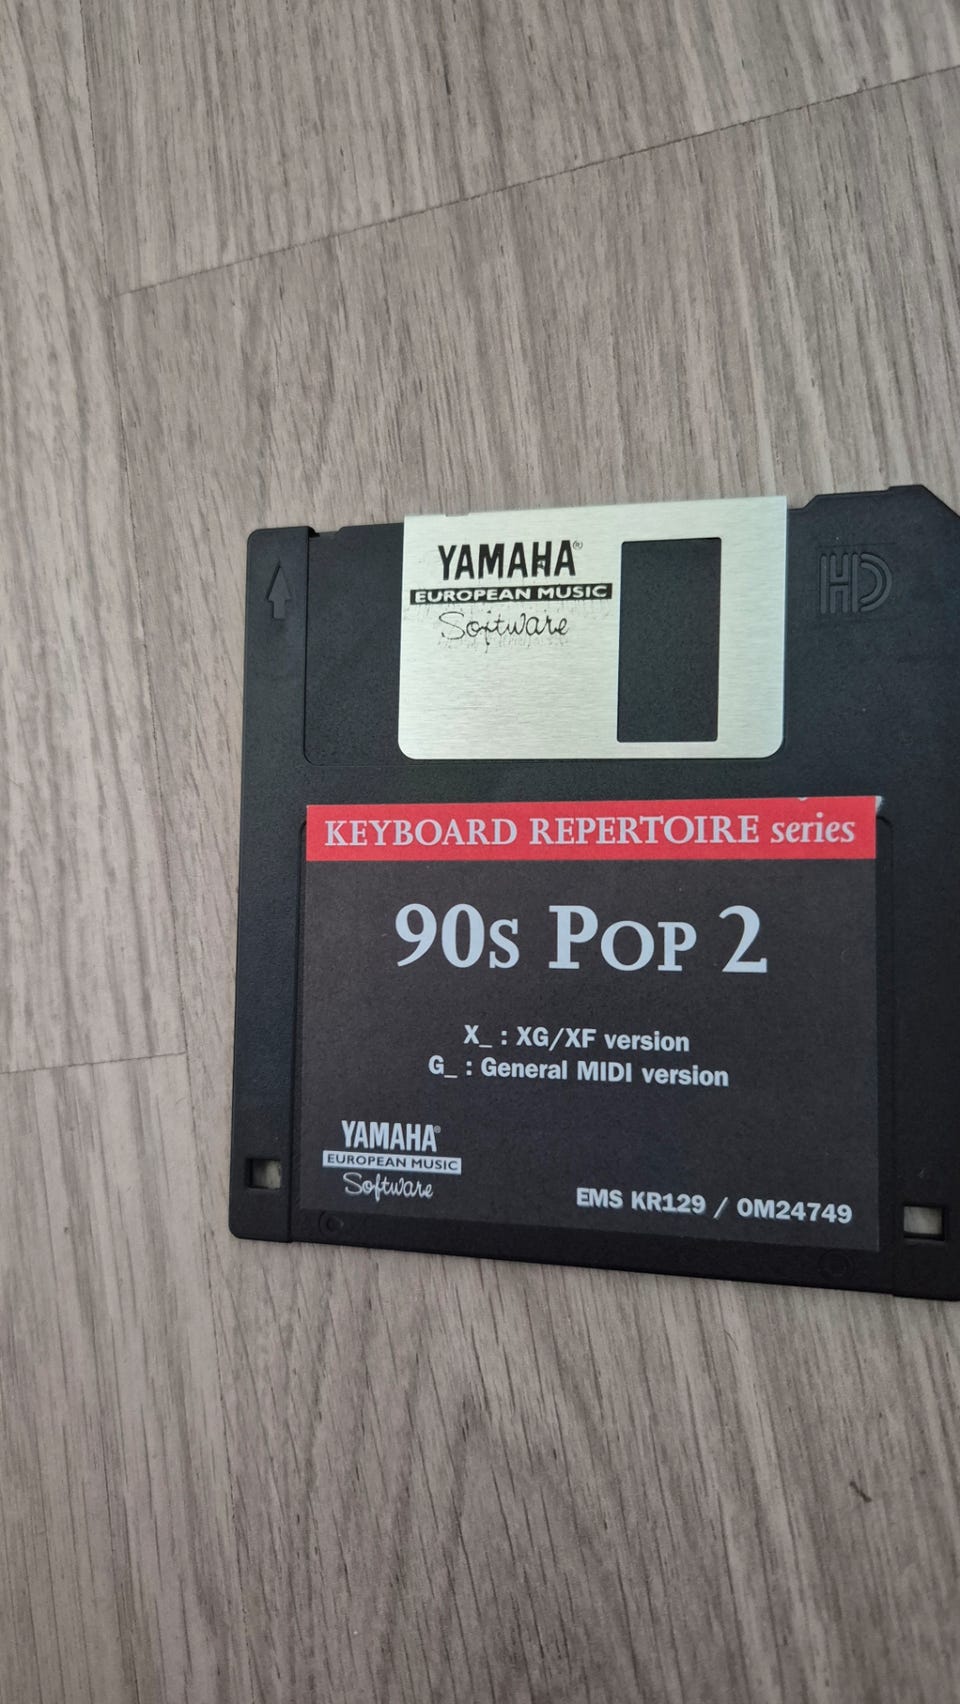 YAMAHA®
EUROPEAN MUSIC
Software
HD
KEYBOARD REPERTOIRE series
90s Pop 2
X_ : XG/XF version
G_ : General MIDI version
YAMAHA®
EUROPEAN MUSIC
Software
EMS KR129 / OM24749